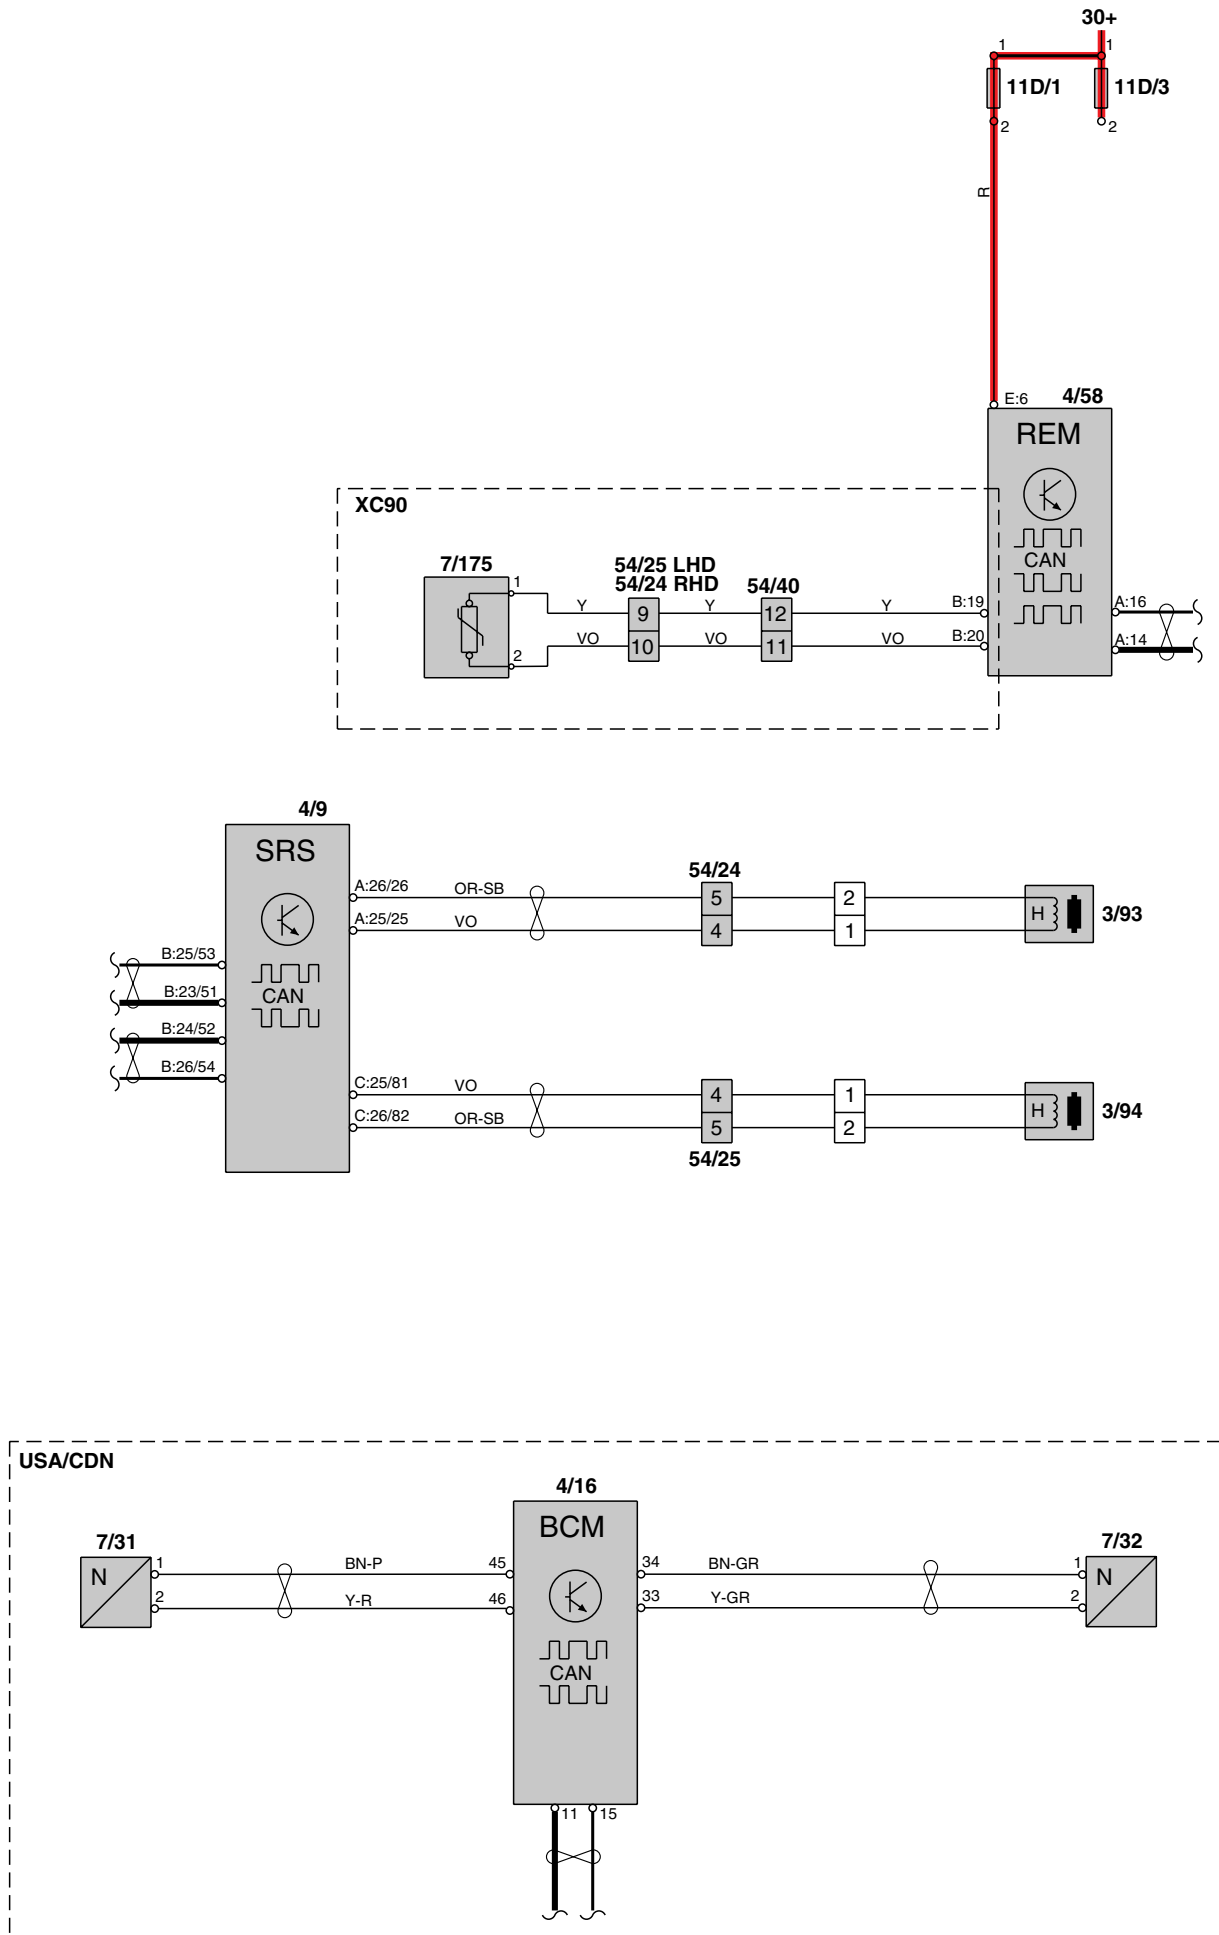 30+
1 1
11D/1 11D/3
2 2
R
E:6 4/58
REM
XC90
CAN
7/175 54/25 LHD
54/24 RHD 54/40
1 Y 9 Y 12 Y B:19 A:16
2 VO 10 VO 11 VO B:20 A:14
4/9
SRS
54/24
A:26/26 OR-SB 5 2 H 3/93
A:25/25 VO 4 1
B:25/53
B:23/51 CAN
B:24/52
B:26/54
C:25/81 VO 4 1 H 3/94
C:26/82 OR-SB 5 2
54/25
USA/CDN
4/16
BCM
7/31 7/32
N 1 BN-P 45 34 BN-GR 1 N
2 Y-R 46 33 Y-GR 2
CAN
11 15